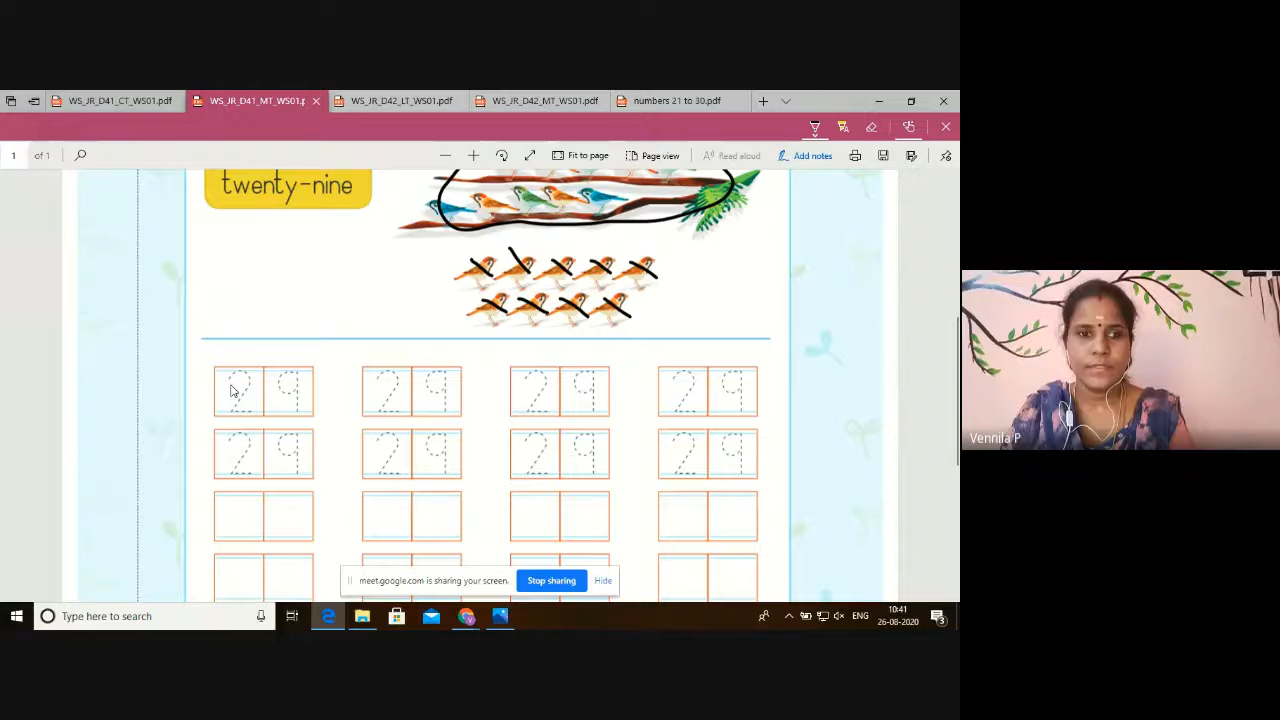 WS_JR_D41_CT_WS01.pdf
WS_JR_D41_MT_WS01.p
WS_JR_D42_LT_WS01.pdf
WS_JR_D42_MT_WS01.pdf
numbers 21 to 30.pdf
1 of 1
Fit to page
Page view
Read aloud
Add notes
twenty-nine
29 29 29 29
29 29 29 29
Vennila P
meet.google.com is sharing your screen.
Stop sharing
Hide
Type here to search
ENG
10:41
26-08-2020
3